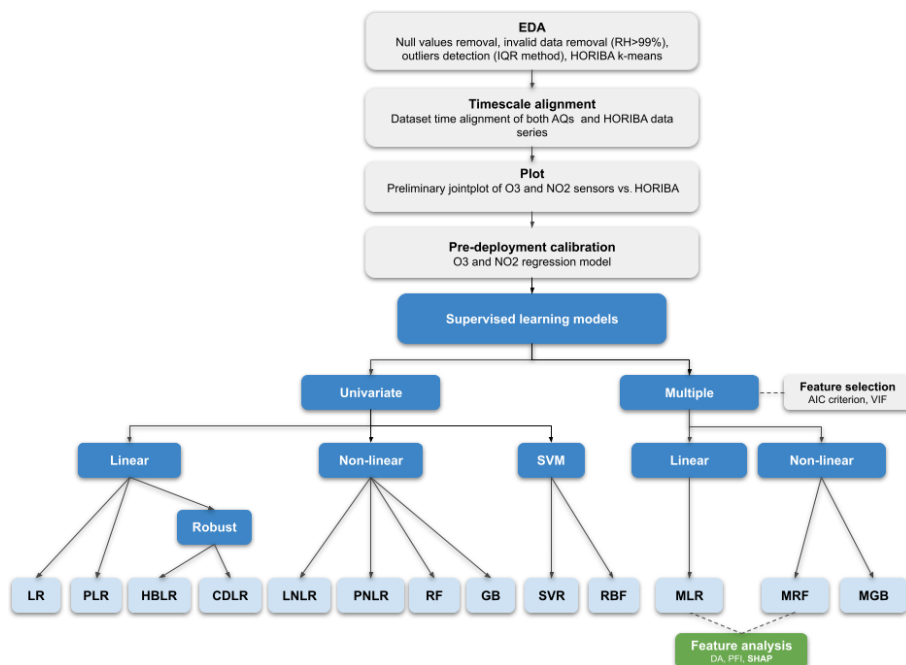 EDA
Null values removal, invalid data removal (RH>99%),
outliers detection (IQR method), HORIBA k-means
Timescale alignment
Dataset time alignment of both AQs and HORIBA data
series
Plot
Preliminary jointplot of O3 and NO2 sensors vs. HORIBA
Pre-deployment calibration
O3 and NO2 regression model
Supervised learning models
Univariate
Multiple
Feature selection
AIC criterion, VIF
Linear
Non-linear
SVM
Linear
Non-linear
Robust
LR
PLR
HBLR
CDLR
LNLR
PNLR
RF
GB
SVR
RBF
MLR
MRF
MGB
Feature analysis
DA, PFI, SHAP